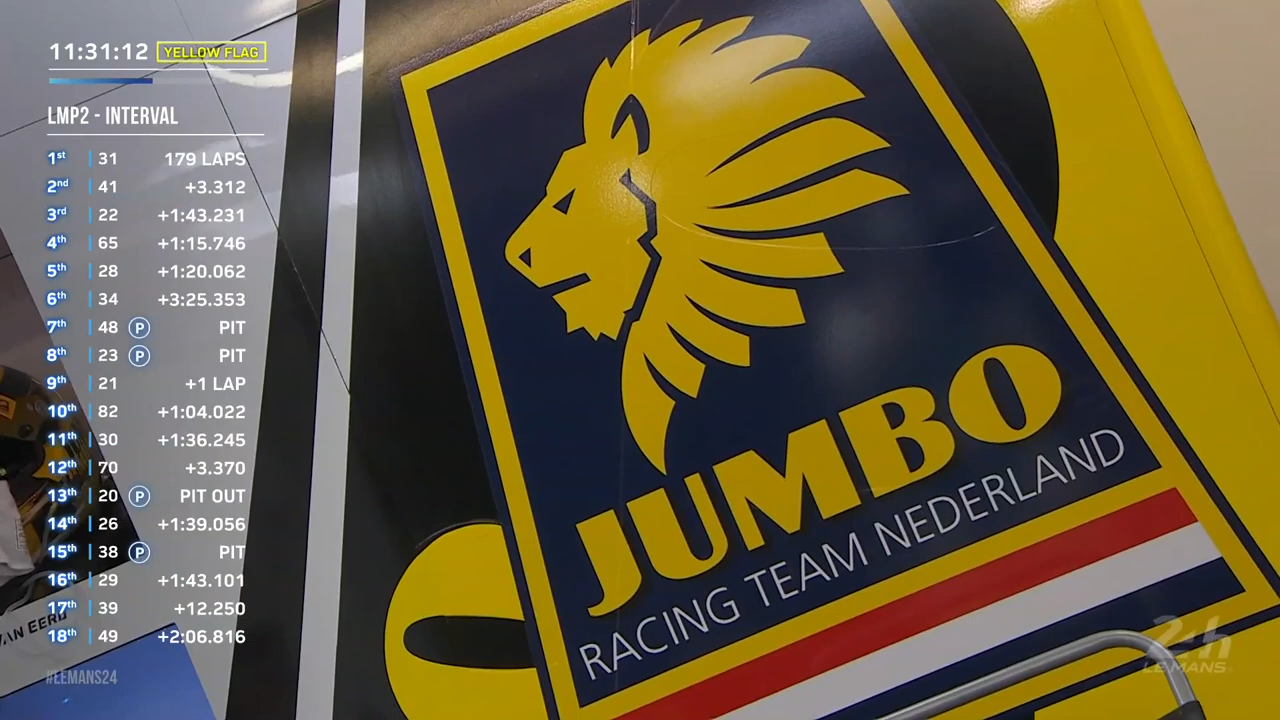 11:31:12 YELLOW FLAG
LMP2 - INTERVAL
1st 31 179 LAPS
2nd 41 +3.312
3rd 22 +1:43.231
4th 65 +1:15.746
5th 28 +1:20.062
6th 34 +3:25.353
7th 48 P PIT
8th 23 P PIT
9th 21 +1 LAP
10th 82 +1:04.022
11th 30 +1:36.245
12th 70 +3.370
13th 20 P PIT OUT
14th 26 +1:39.056
15th 38 P PIT
16th 29 +1:43.101
17th 39 +12.250
18th 49 +2:06.816
#LEMANS24
VAN EERD
JUMBO
RACING TEAM NEDERLAND
24h
LEMANS